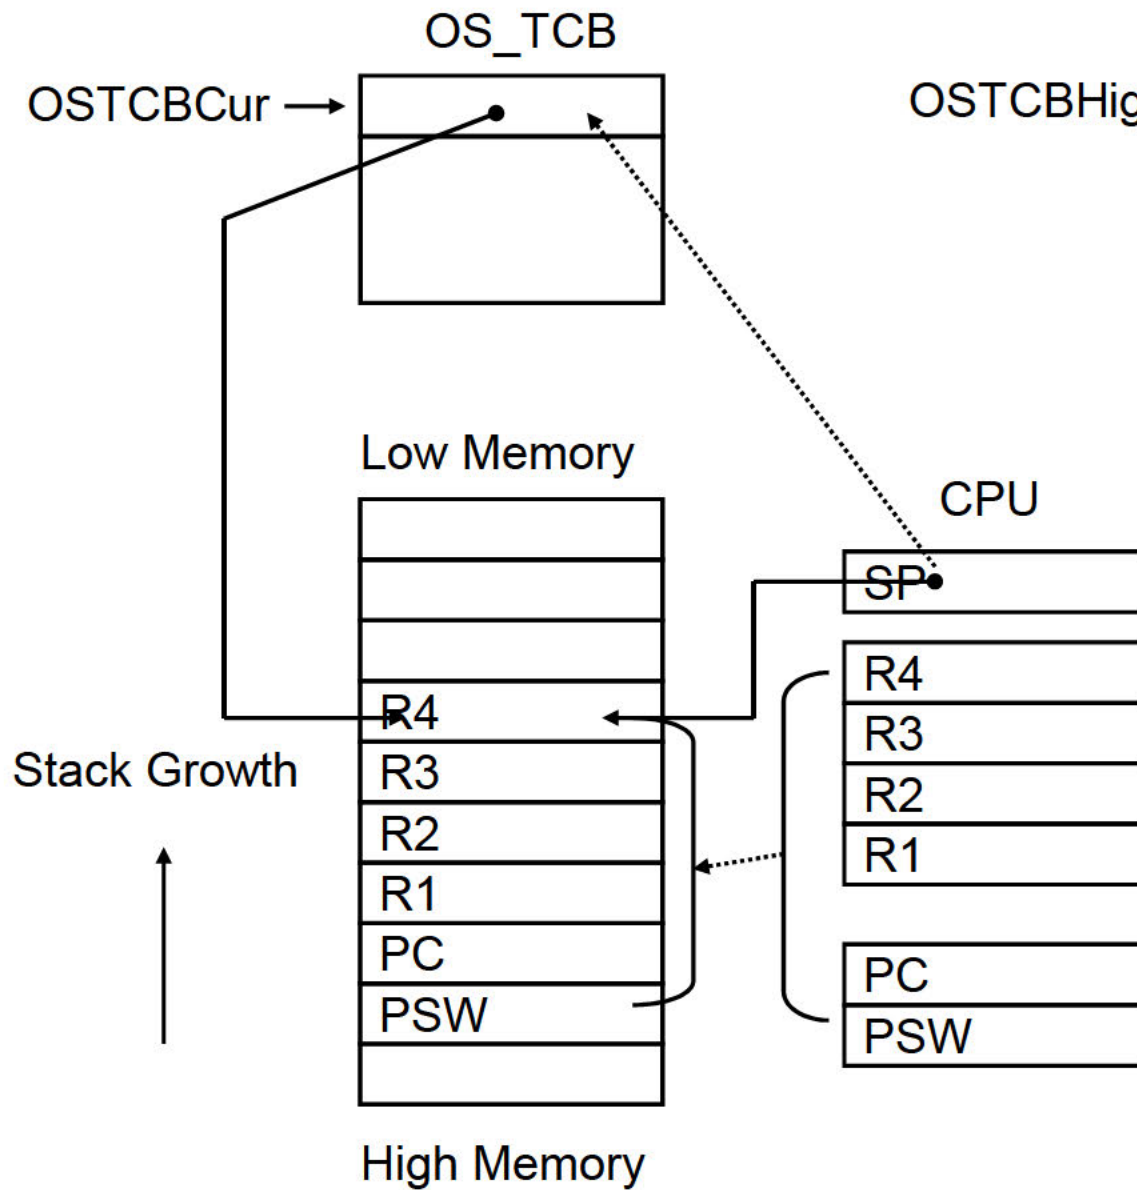 OS_TCB
OSTCBCur
OSTCBHig
Low Memory
CPU
SP
R4
R3
R2
R1
PC
PSW
Stack Growth
R4
R3
R2
R1
PC
PSW
High Memory